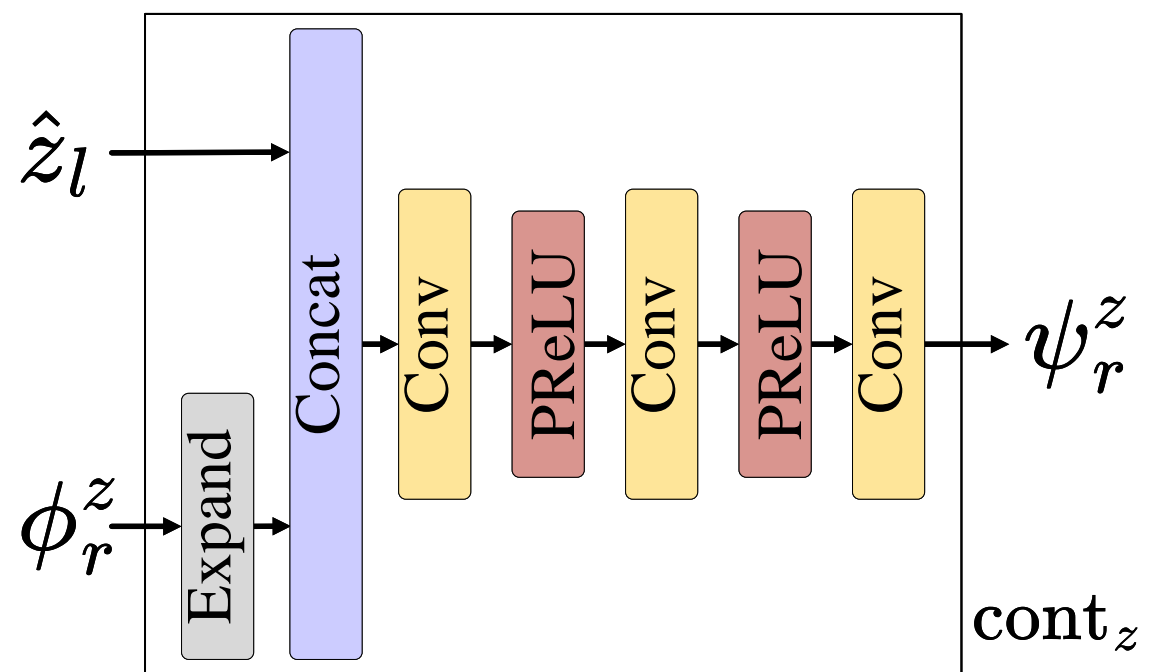 ẑ_l
Concat
Conv
PReLU
Conv
PReLU
Conv
ψ_r^z
ϕ_r^z
Expand
cont_z